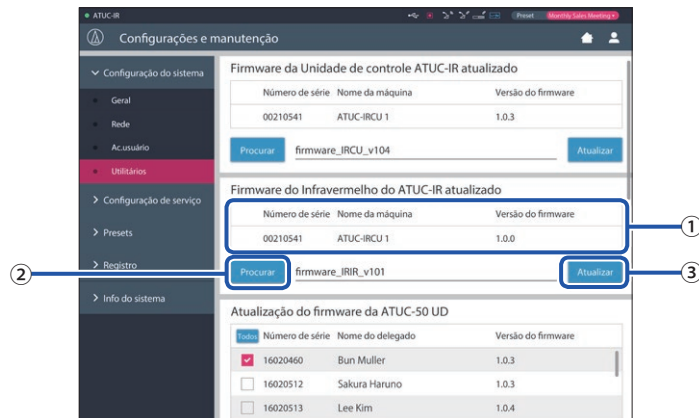 ATUC-IR
Preset Monthly Sales Meeting
Configurações e manutenção
Configuração do sistema
Geral
Rede
Ac.usuário
Utilitários
Configuração de serviço
Presets
Registro
Info do sistema
Firmware da Unidade de controle ATUC-IR atualizado
Número de série Nome da máquina Versão do firmware
00210541 ATUC-IRCU 1 1.0.3
Procurar firmware_IRCU_v104 Atualizar
Firmware do Infravermelho do ATUC-IR atualizado
Número de série Nome da máquina Versão do firmware
00210541 ATUC-IRCU 1 1.0.0
①
② Procurar firmware_IRIR_v101 Atualizar ③
Atualização do firmware da ATUC-50 UD
Todos Número de série Nome do delegado Versão do firmware
16020460 Bun Muller 1.0.3
16020512 Sakura Haruno 1.0.3
16020513 Lee Kim 1.0.4